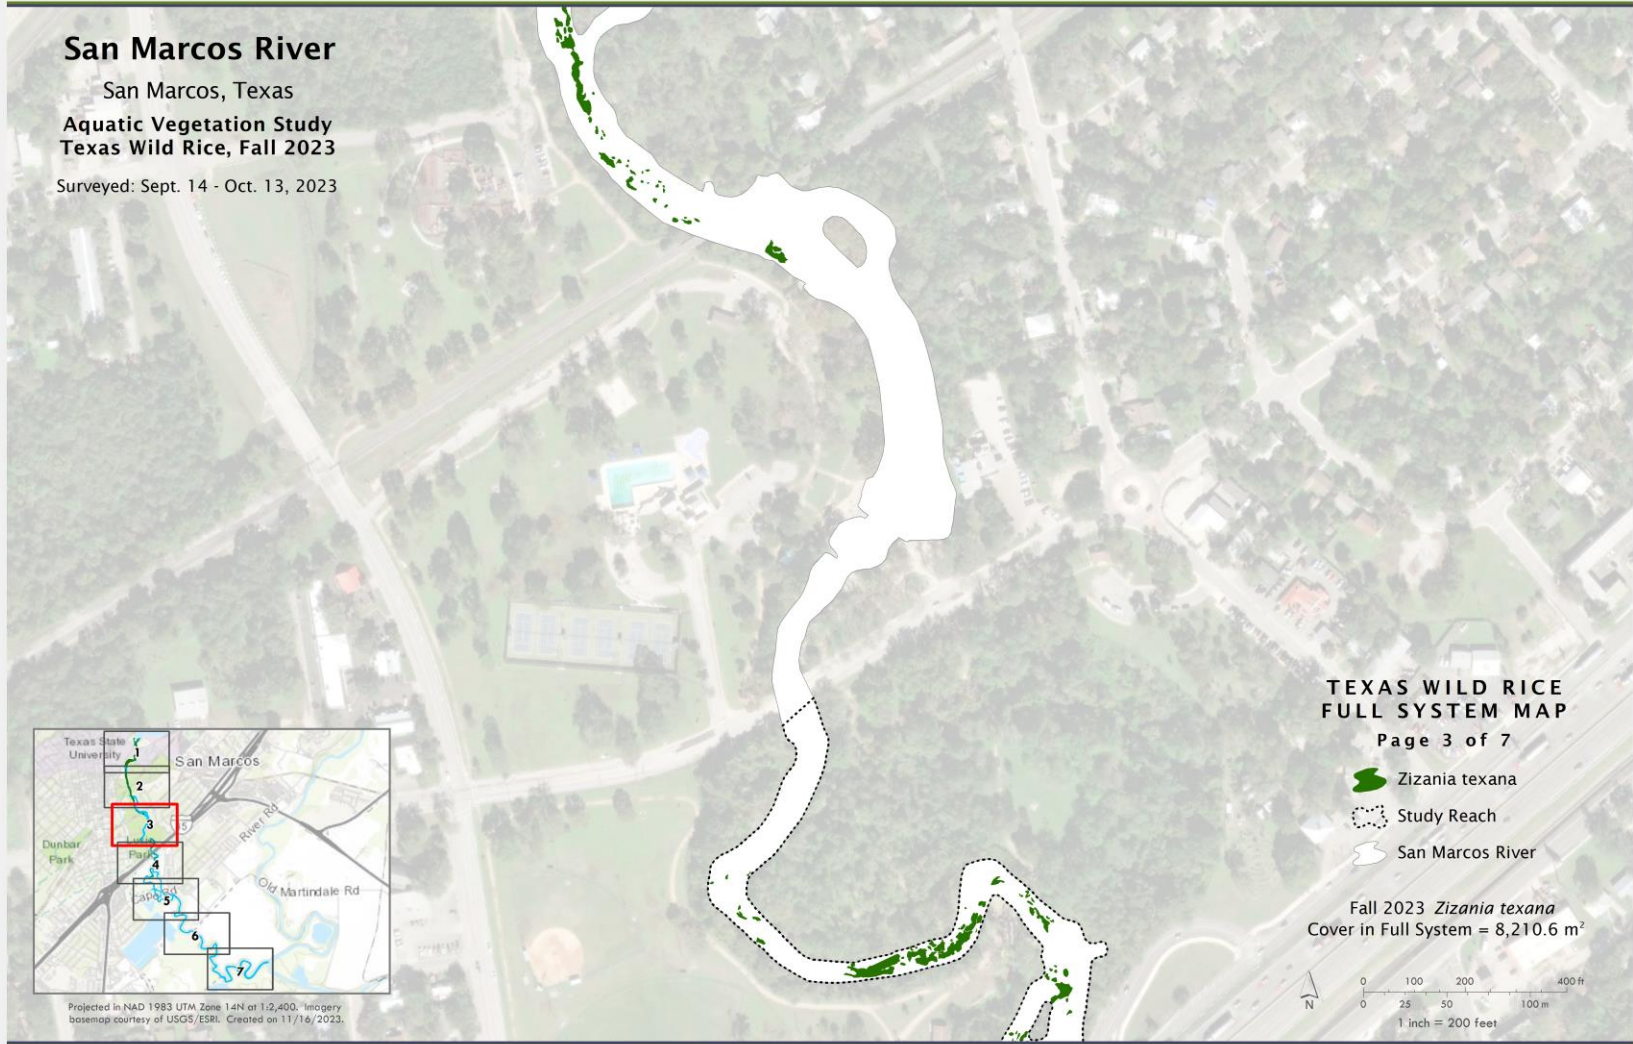 San Marcos River
San Marcos, Texas
Aquatic Vegetation Study
Texas Wild Rice, Fall 2023
Surveyed: Sept. 14 - Oct. 13, 2023
Texas State
University
San Marcos
1
2
3
5
River Rd
Dunbar
Park
Park
4
Old Martindale Rd
5
6
7
Projected in NAD 1983 UTM Zone 14N at 1:2,400. Imagery
basemap courtesy of USGS/ESRI. Created on 11/16/2023.
TEXAS WILD RICE
FULL SYSTEM MAP
Page 3 of 7
Zizania texana
Study Reach
San Marcos River
Fall 2023 Zizania texana
Cover in Full System = 8,210.6 m²
N
0 100 200 400 ft
0 25 50 100 m
1 inch = 200 feet